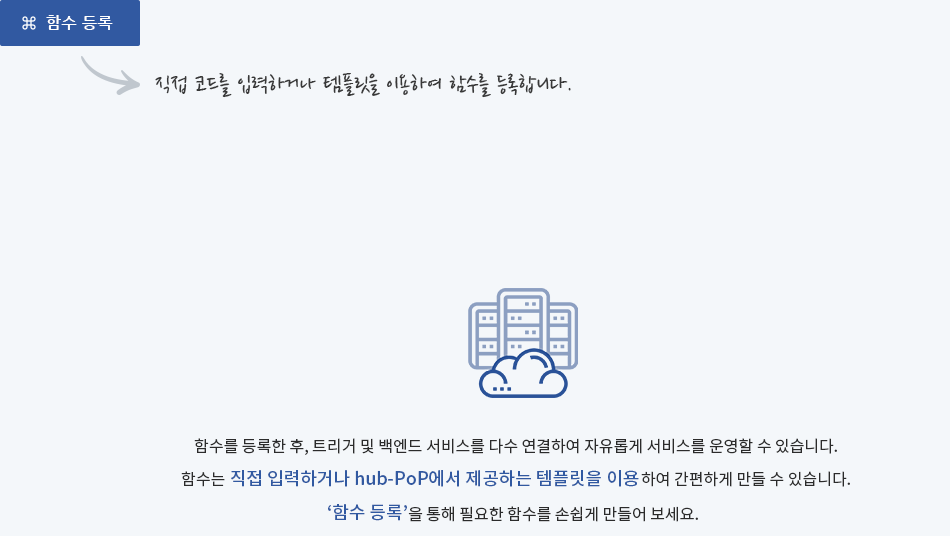 ⌘ 함수 등록
직접 코드를 입력하거나 템플릿을 이용하여 함수를 등록합니다.
함수를 등록한 후, 트리거 및 백엔드 서비스를 다수 연결하여 자유롭게 서비스를 운영할 수 있습니다.
함수는 직접 입력하거나 hub-PoP에서 제공하는 템플릿을 이용하여 간편하게 만들 수 있습니다.
‘함수 등록’을 통해 필요한 함수를 손쉽게 만들어 보세요.